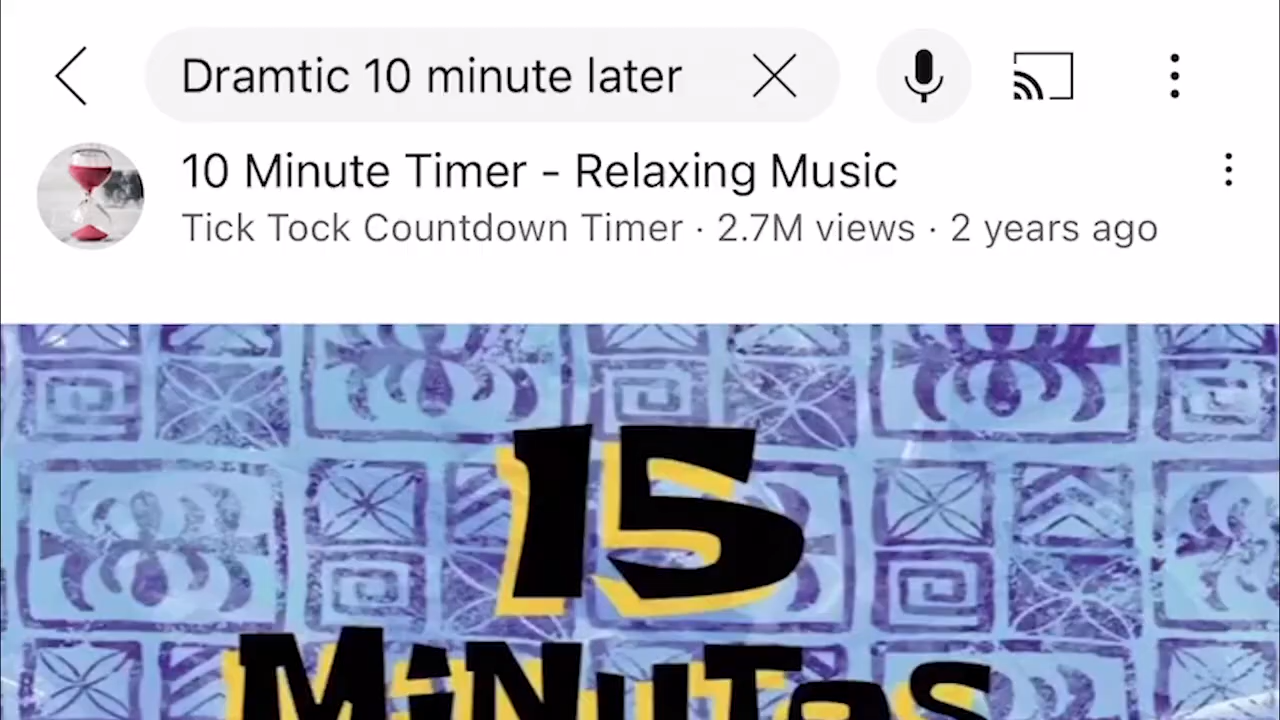 Dramtic 10 minute later
10 Minute Timer - Relaxing Music
Tick Tock Countdown Timer · 2.7M views · 2 years ago
15
MiNuTeS